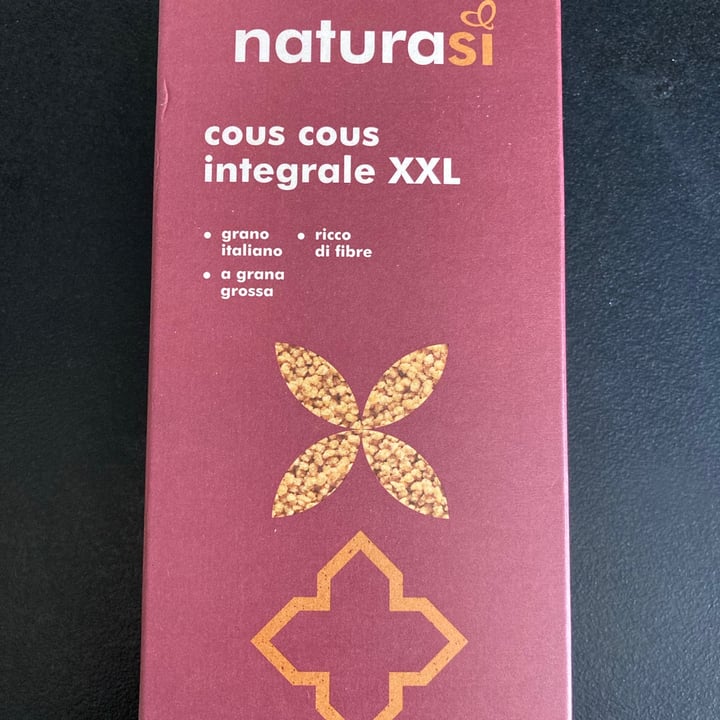 naturasì
cous cous
integrale XXL
• grano
italiano
• ricco
di fibre
• a grana
grossa